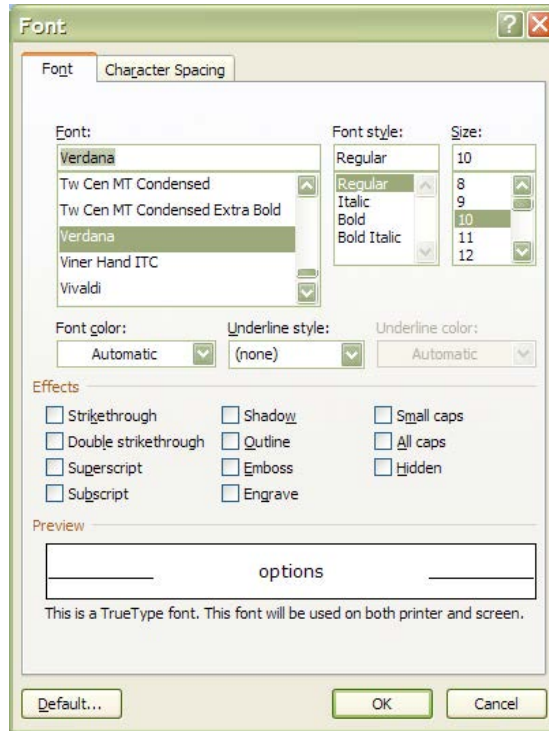 Font
Font Character Spacing
Font: Font style: Size:
Verdana Regular 10
Tw Cen MT Condensed Regular 8
Tw Cen MT Condensed Extra Bold Italic 9
Verdana Bold 10
Viner Hand ITC Bold Italic 11
Vivaldi 12
Font color: Underline style: Underline color:
Automatic (none) Automatic
Effects
Strikethrough Shadow Small caps
Double strikethrough Outline All caps
Superscript Emboss Hidden
Subscript Engrave
Preview
options
This is a TrueType font. This font will be used on both printer and screen.
Default... OK Cancel